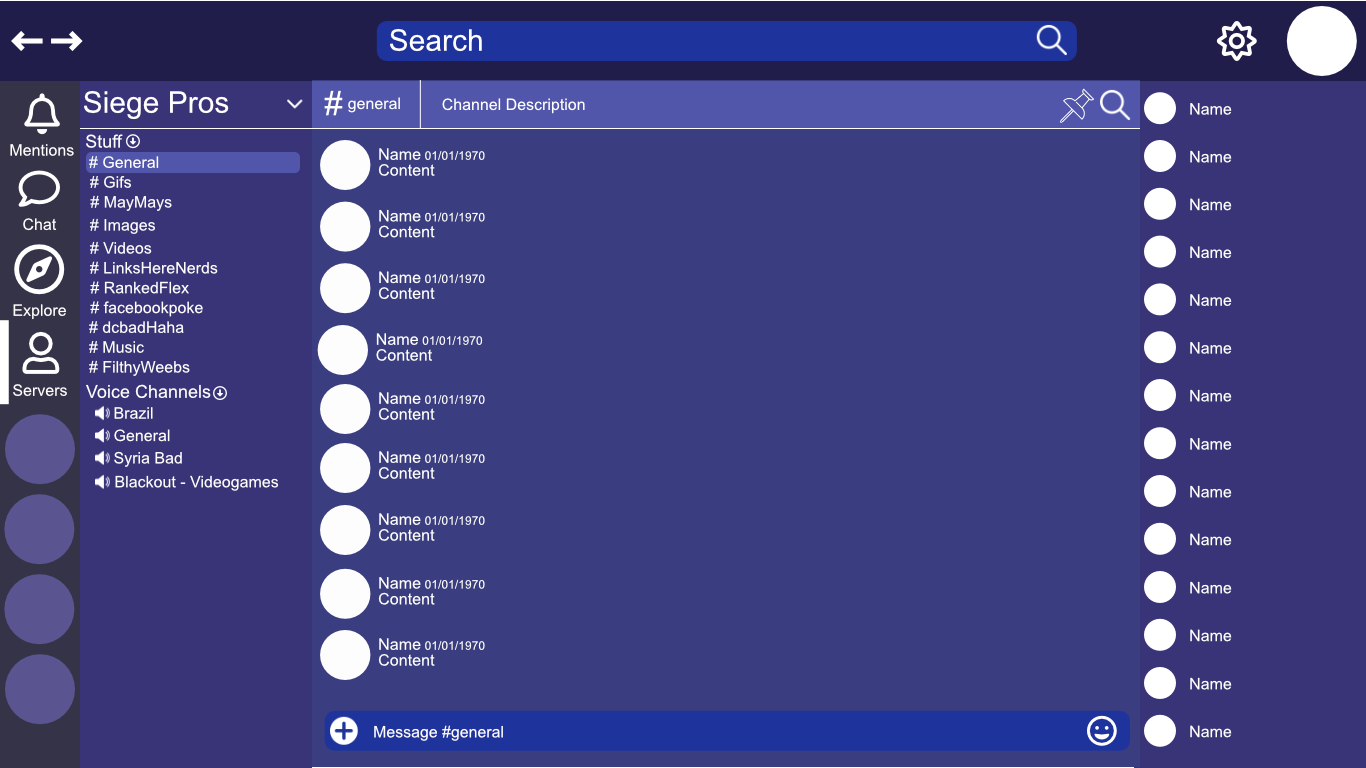 Search
Mentions
Chat
Explore
Servers
Siege Pros
Stuff
# General
# Gifs
# MayMays
# Images
# Videos
# LinksHereNerds
# RankedFlex
# facebookpoke
# dcbadHaha
# Music
# FilthyWeebs
Voice Channels
Brazil
General
Syria Bad
Blackout - Videogames
# general
Channel Description
Name 01/01/1970
Content
Name 01/01/1970
Content
Name 01/01/1970
Content
Name 01/01/1970
Content
Name 01/01/1970
Content
Name 01/01/1970
Content
Name 01/01/1970
Content
Name 01/01/1970
Content
Name 01/01/1970
Content
Message #general
Name
Name
Name
Name
Name
Name
Name
Name
Name
Name
Name
Name
Name
Name